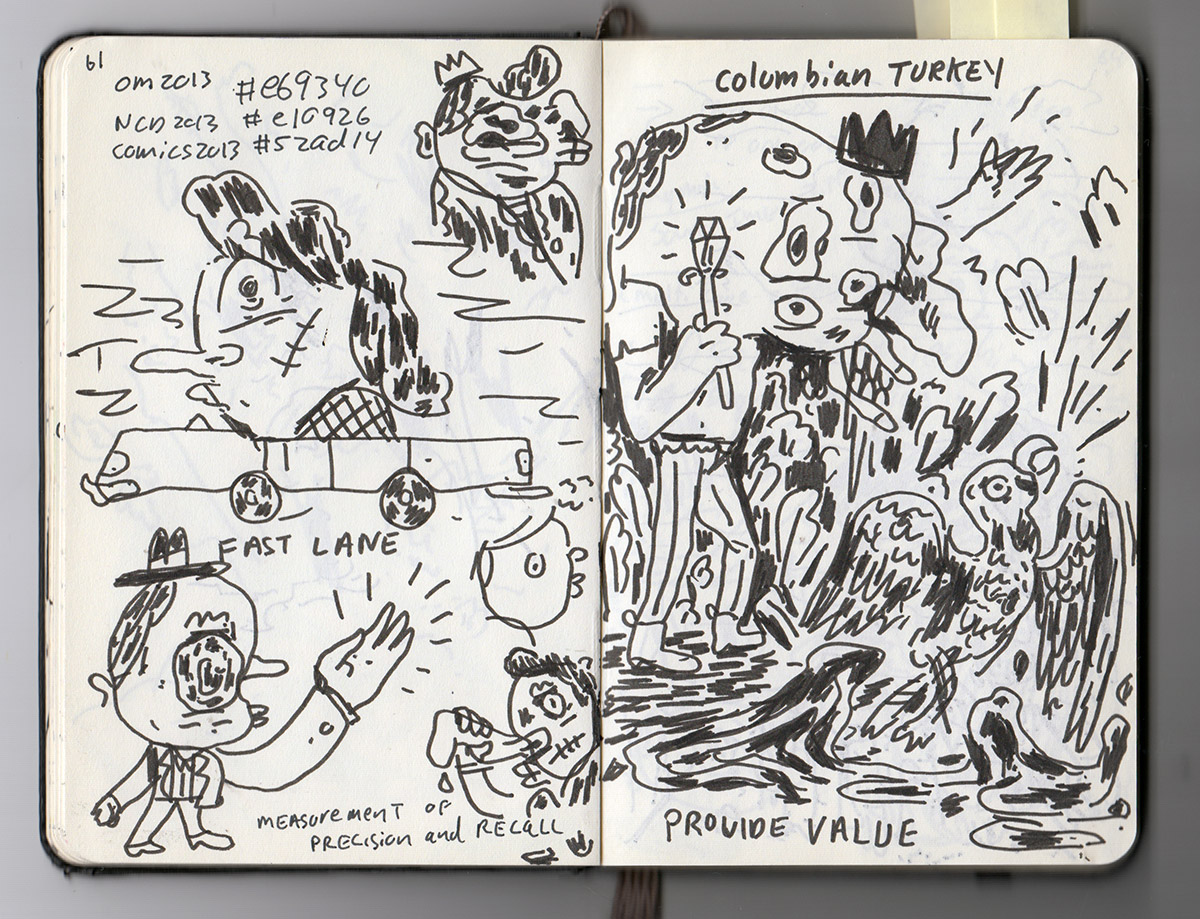 61
om2013 #e69340
NCD2013 #e10926
comics2013 #52ad14
FAST LANE
MEASUREMENT OF
PRECISION and RECALL
columbian TURKEY
PROVIDE VALUE